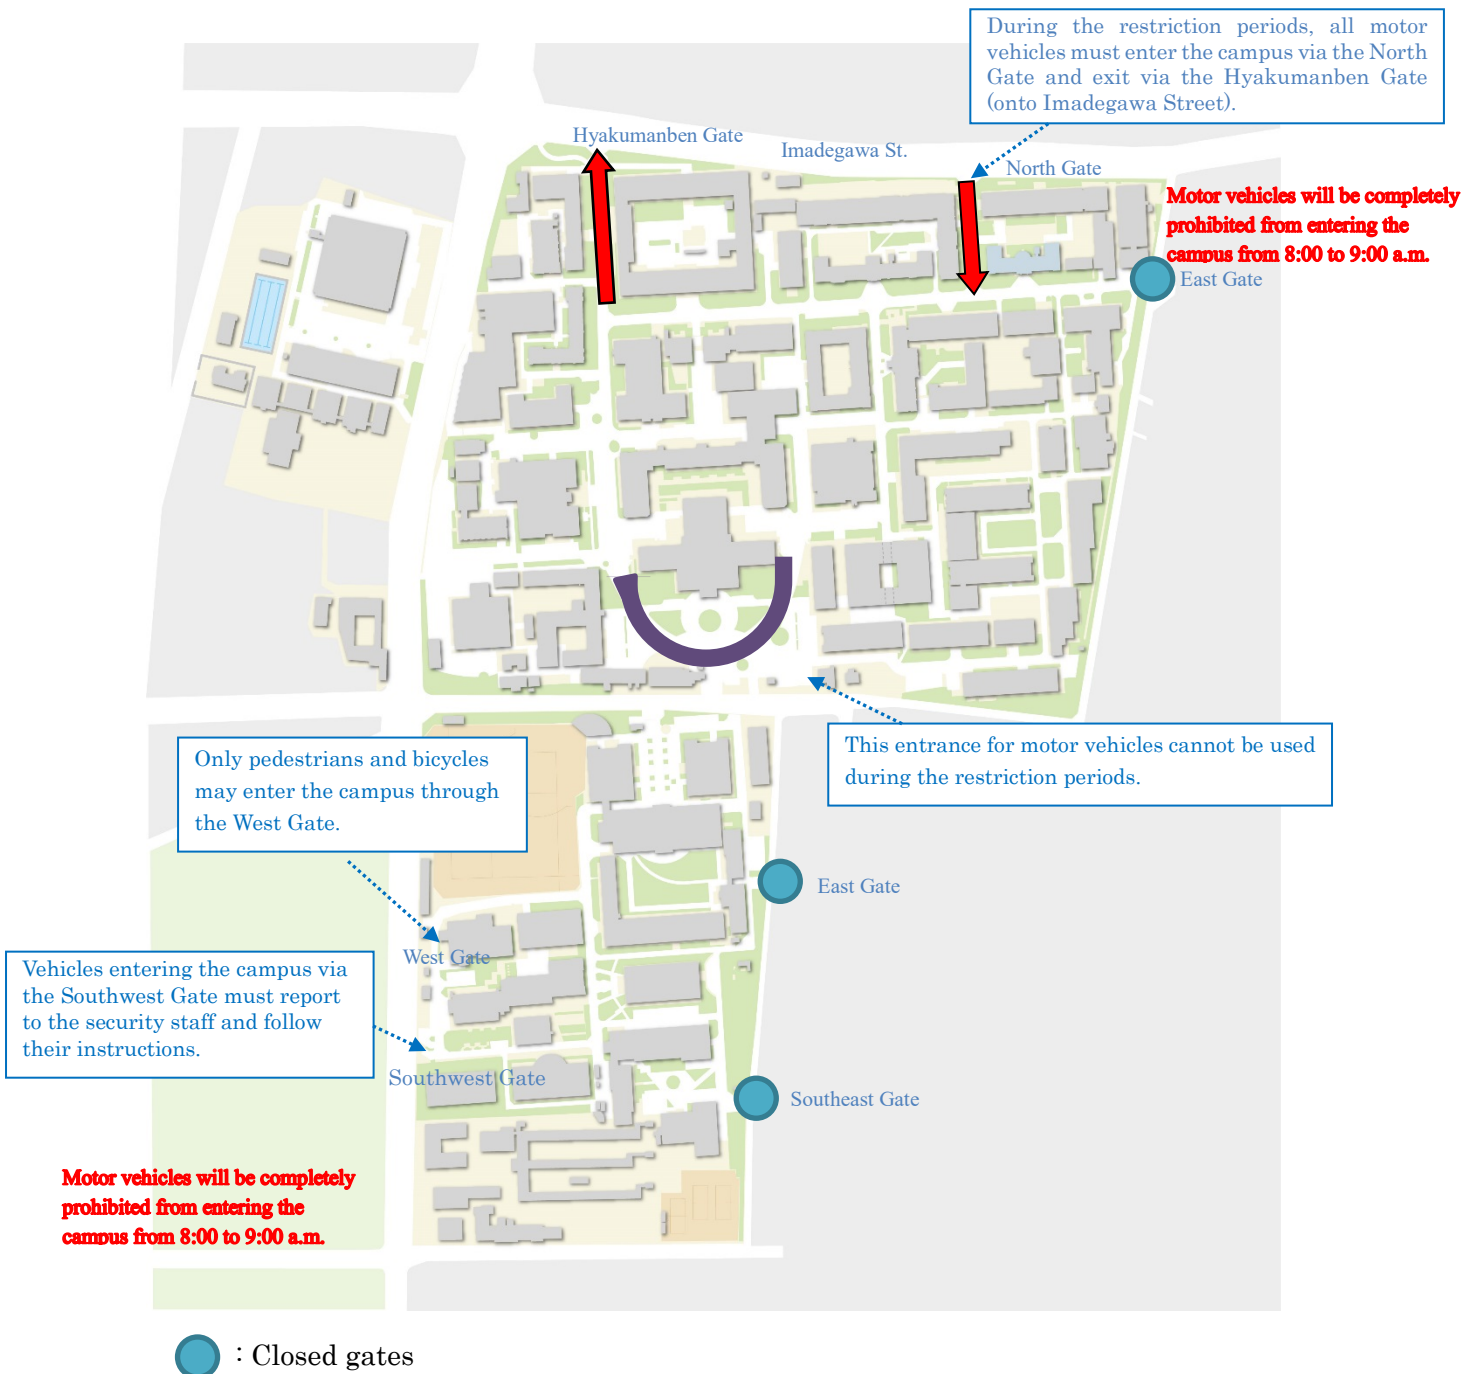 During the restriction periods, all motor
vehicles must enter the campus via the North
Gate and exit via the Hyakumanben Gate
(onto Imadegawa Street).
Hyakumanben Gate
Imadegawa St.
North Gate
Motor vehicles will be completely
prohibited from entering the
campus from 8:00 to 9:00 a.m.
East Gate
This entrance for motor vehicles cannot be used
during the restriction periods.
Only pedestrians and bicycles
may enter the campus through
the West Gate.
East Gate
West Gate
Vehicles entering the campus via
the Southwest Gate must report
to the security staff and follow
their instructions.
Southwest Gate
Southeast Gate
Motor vehicles will be completely
prohibited from entering the
campus from 8:00 to 9:00 a.m.
: Closed gates